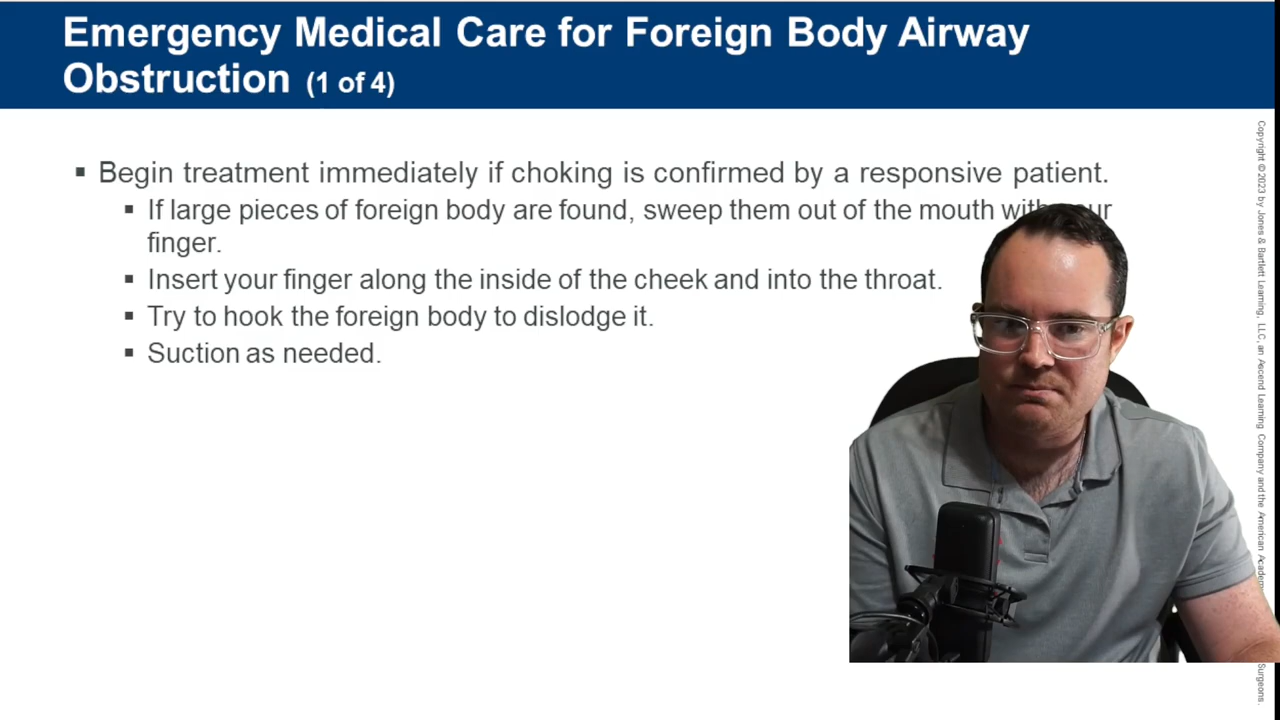 Emergency Medical Care for Foreign Body Airway
Obstruction (1 of 4)
▪ Begin treatment immediately if choking is confirmed by a responsive patient.
▪ If large pieces of foreign body are found, sweep them out of the mouth with your
finger.
▪ Insert your finger along the inside of the cheek and into the throat.
▪ Try to hook the foreign body to dislodge it.
▪ Suction as needed.
Copyright ©2023 by Jones & Bartlett Learning, LLC, an Ascend Learning Company and the American Surgeons.